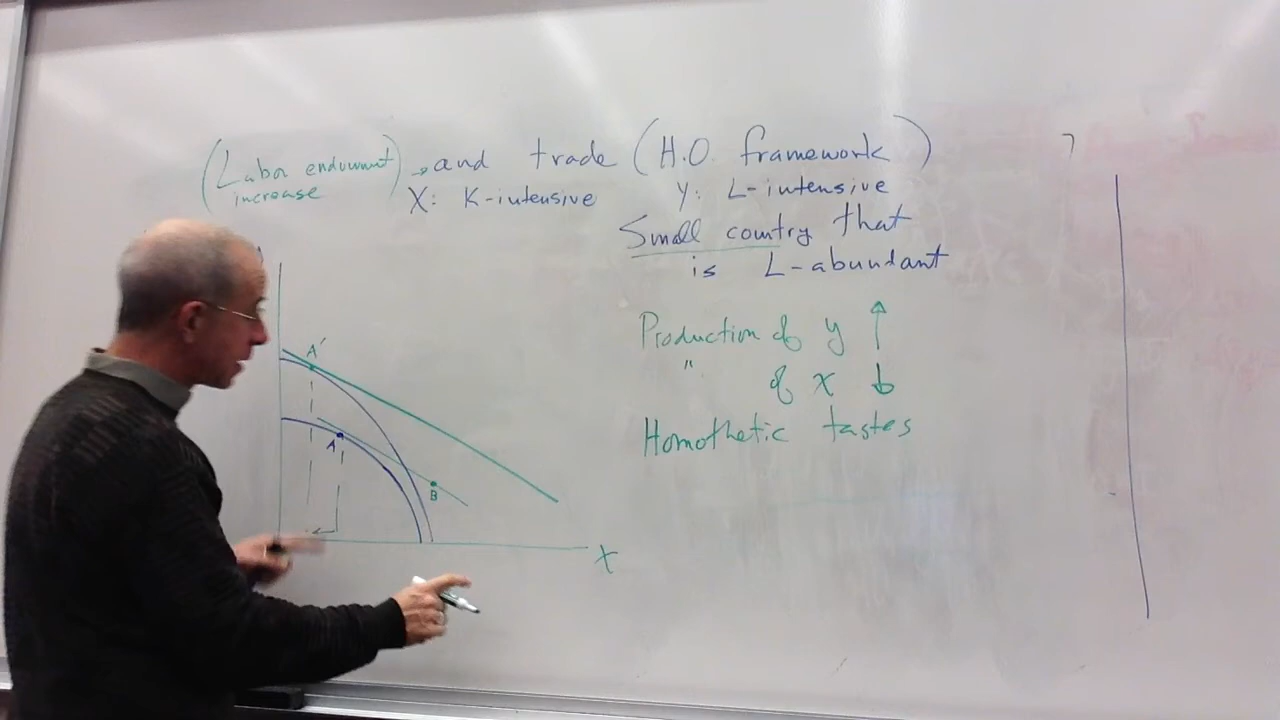 (Labor endowment increase) and trade (H.O. framework)
X: K-intensive Y: L-intensive
Small country that
is L-abundant
Production of y ↑
" of x ↓
Homothetic tastes
A'
A
B
X